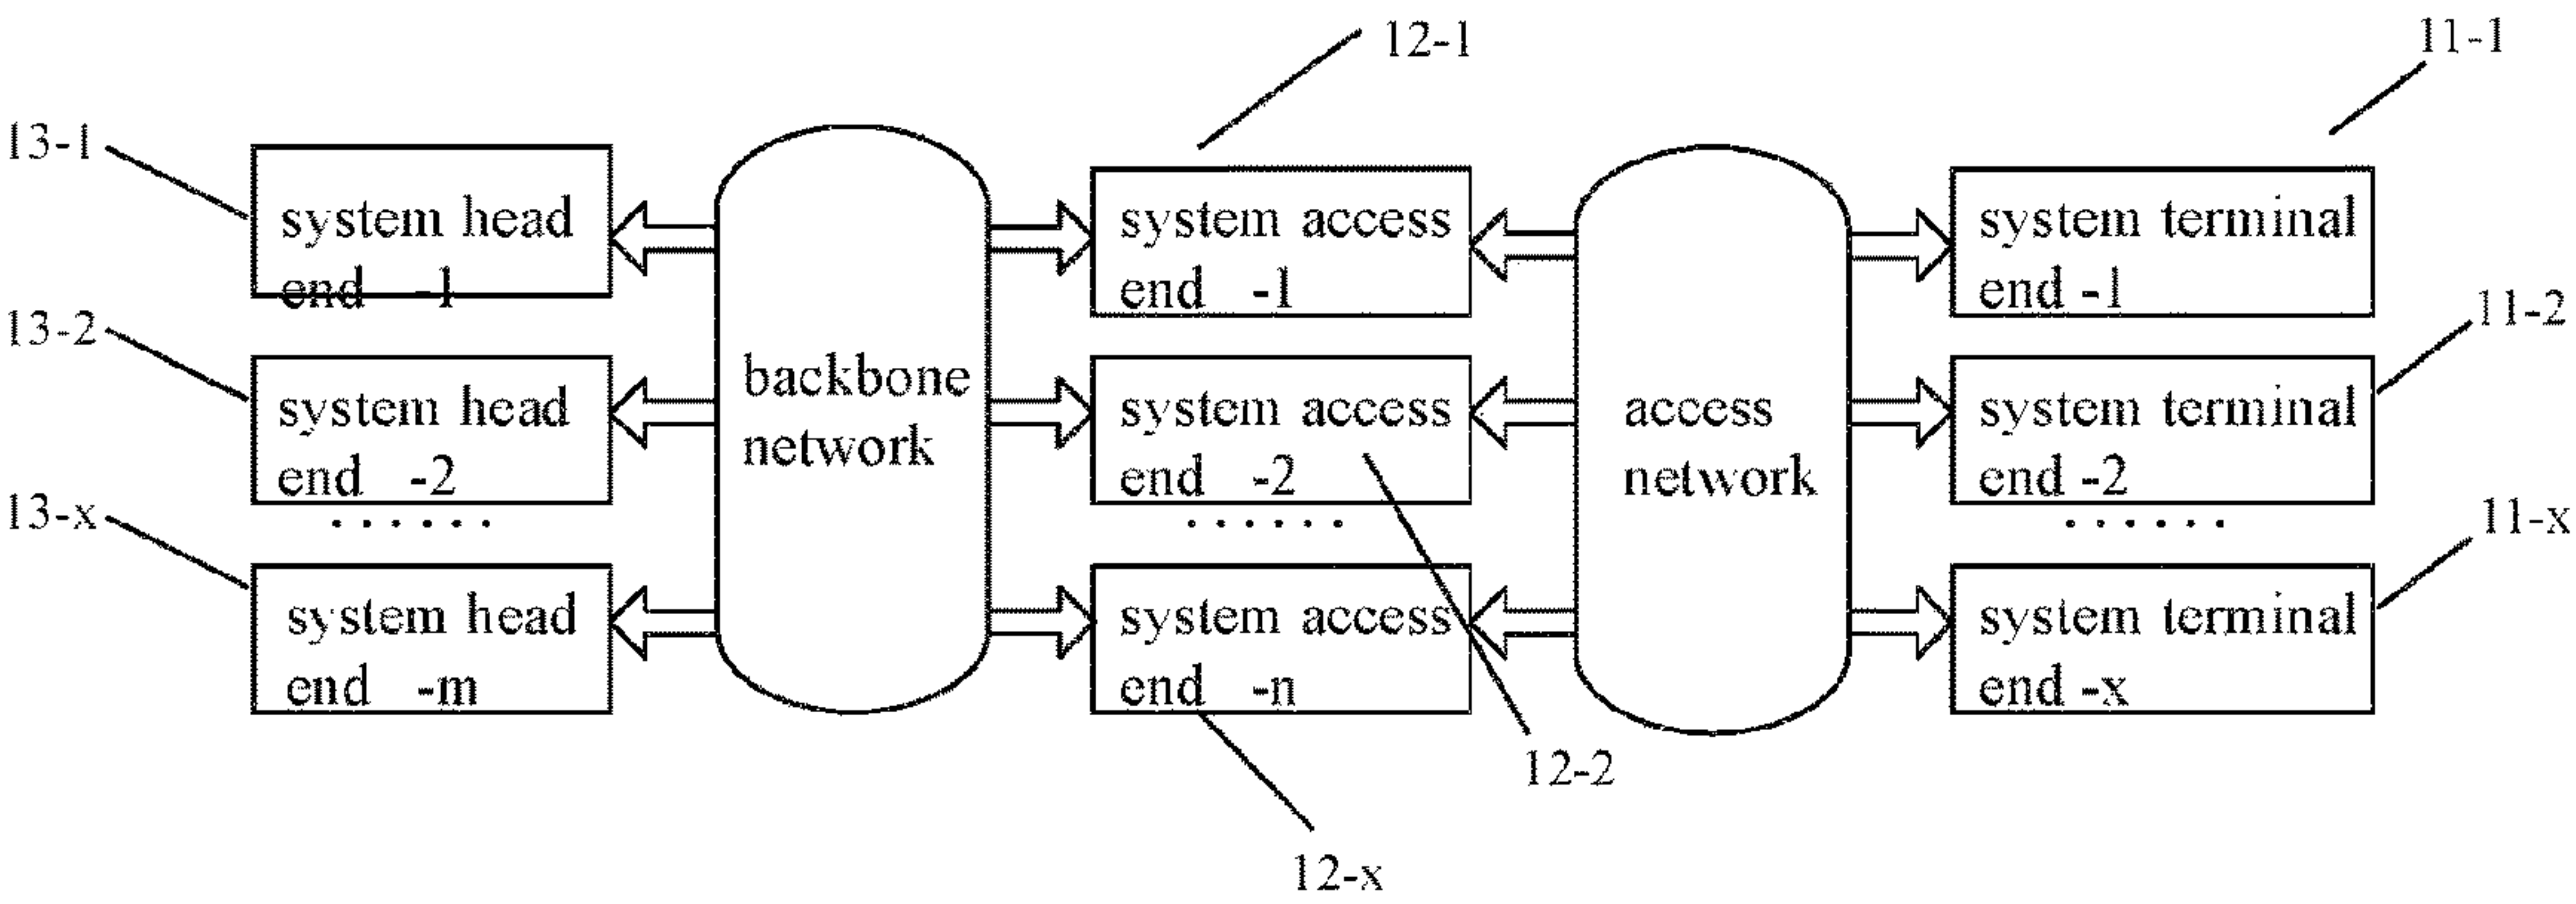 12-1
11-1
13-1
system head
end -1
system access
end -1
system terminal
end -1
13-2
11-2
backbone
network
system head
end -2
system access
end -2
access
network
system terminal
end -2
13-x
......
......
......
11-x
system head
end -m
system access
end -n
system terminal
end -x
12-2
12-x